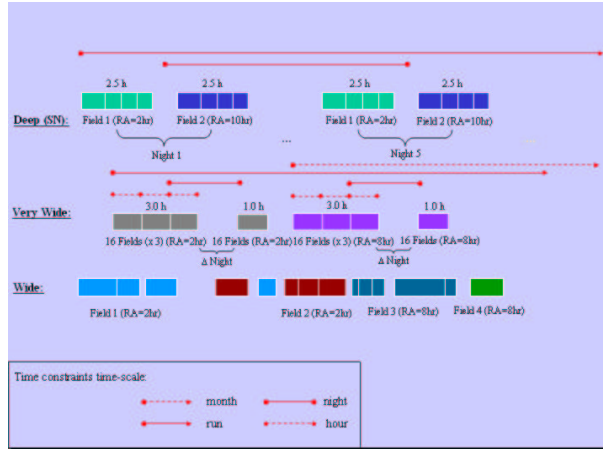 2.5 h 2.5 h 2.5 h 2.5 h
Deep (SN): Field 1 (RA=2hr) Field 2 (RA=10hr) ... Field 1 (RA=2hr) Field 2 (RA=10hr)
Night 1 Night 5
3.0 h 1.0 h 3.0 h 1.0 h
Very Wide:
16 Fields (x 3) (RA=2hr) 16 Fields (RA=2hr) 16 Fields (x 3) (RA=8hr) 16 Fields (RA=8hr)
Δ Night Δ Night
Wide:
Field 1 (RA=2hr) Field 2 (RA=2hr) Field 3 (RA=8hr) Field 4 (RA=8hr)
Time constraints time-scale:
month night
run hour